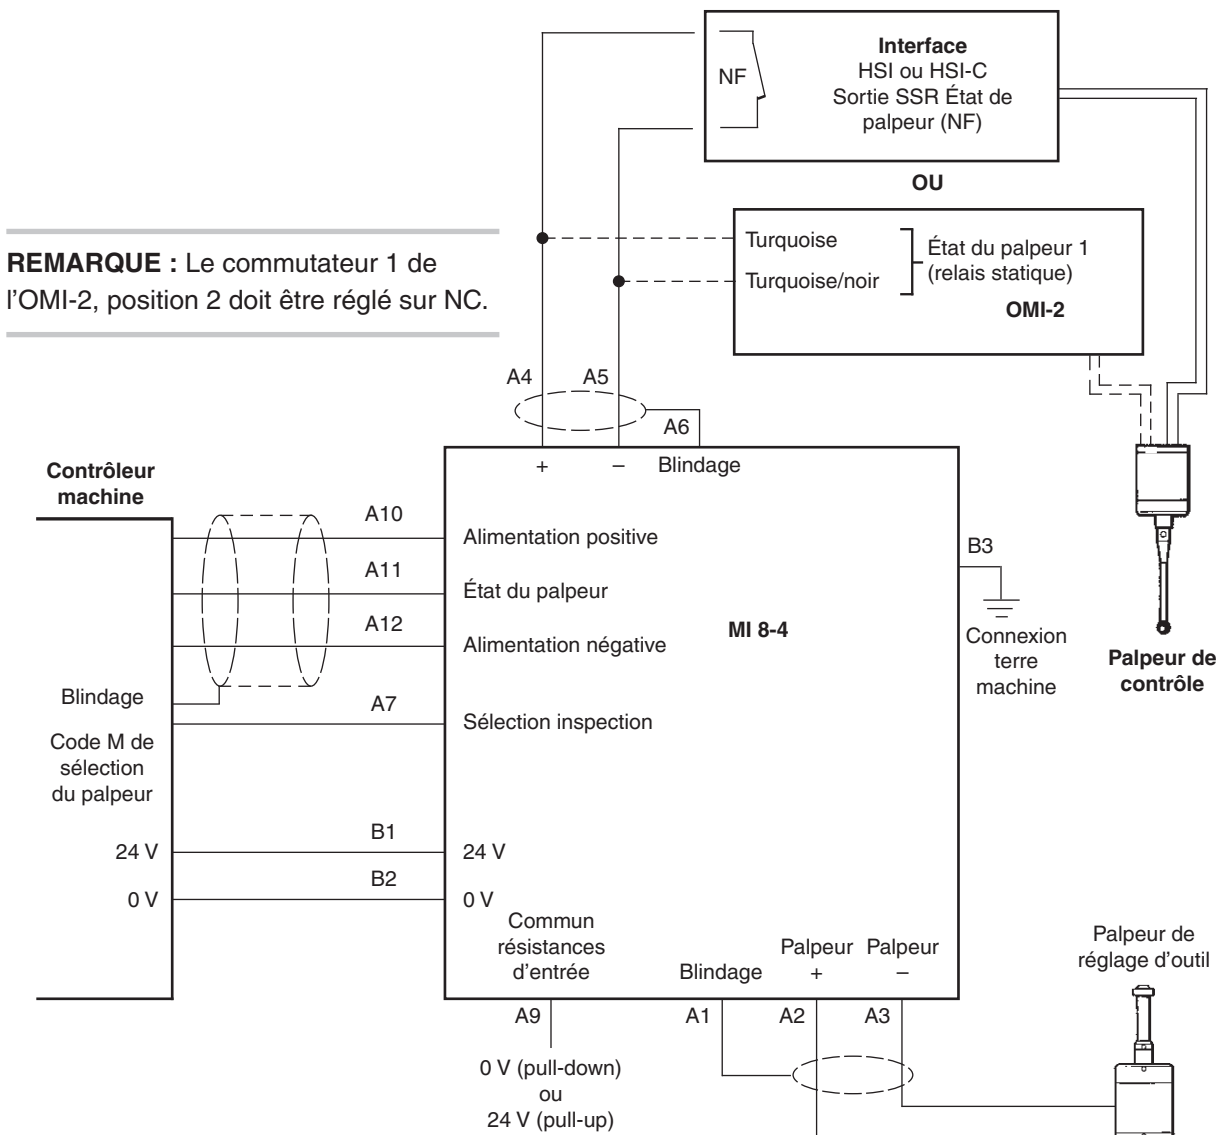 Interface
HSI ou HSI-C
Sortie SSR État de
palpeur (NF)
NF
OU
Turquoise
Turquoise/noir
État du palpeur 1
(relais statique)
OMI-2
REMARQUE : Le commutateur 1 de
l'OMI-2, position 2 doit être réglé sur NC.
A4
A5
A6
+
–
Blindage
Contrôleur
machine
A10
Alimentation positive
A11
État du palpeur
A12
Alimentation négative
MI 8-4
B3
Connexion
terre
machine
Palpeur de
contrôle
Blindage
A7
Sélection inspection
Code M de
sélection
du palpeur
24 V
B1
24 V
0 V
B2
0 V
Commun
résistances
d'entrée
Blindage
Palpeur
+
Palpeur
–
A9
A1
A2
A3
0 V (pull-down)
ou
24 V (pull-up)
Palpeur de
réglage d'outil